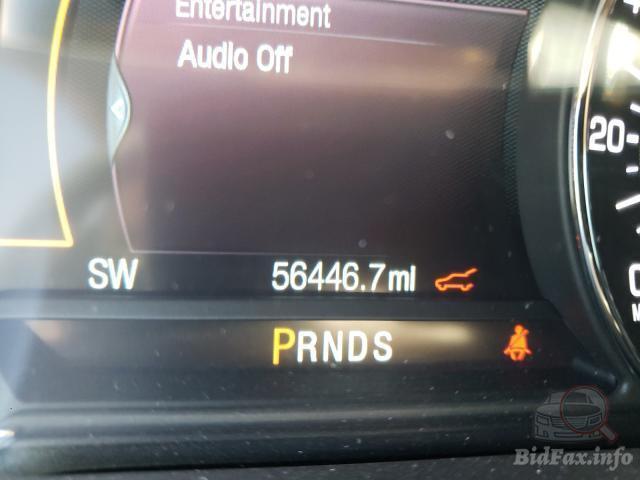 Entertainment
Audio Off
20
SW 56446.7mi
PRNDS
BidFax.info